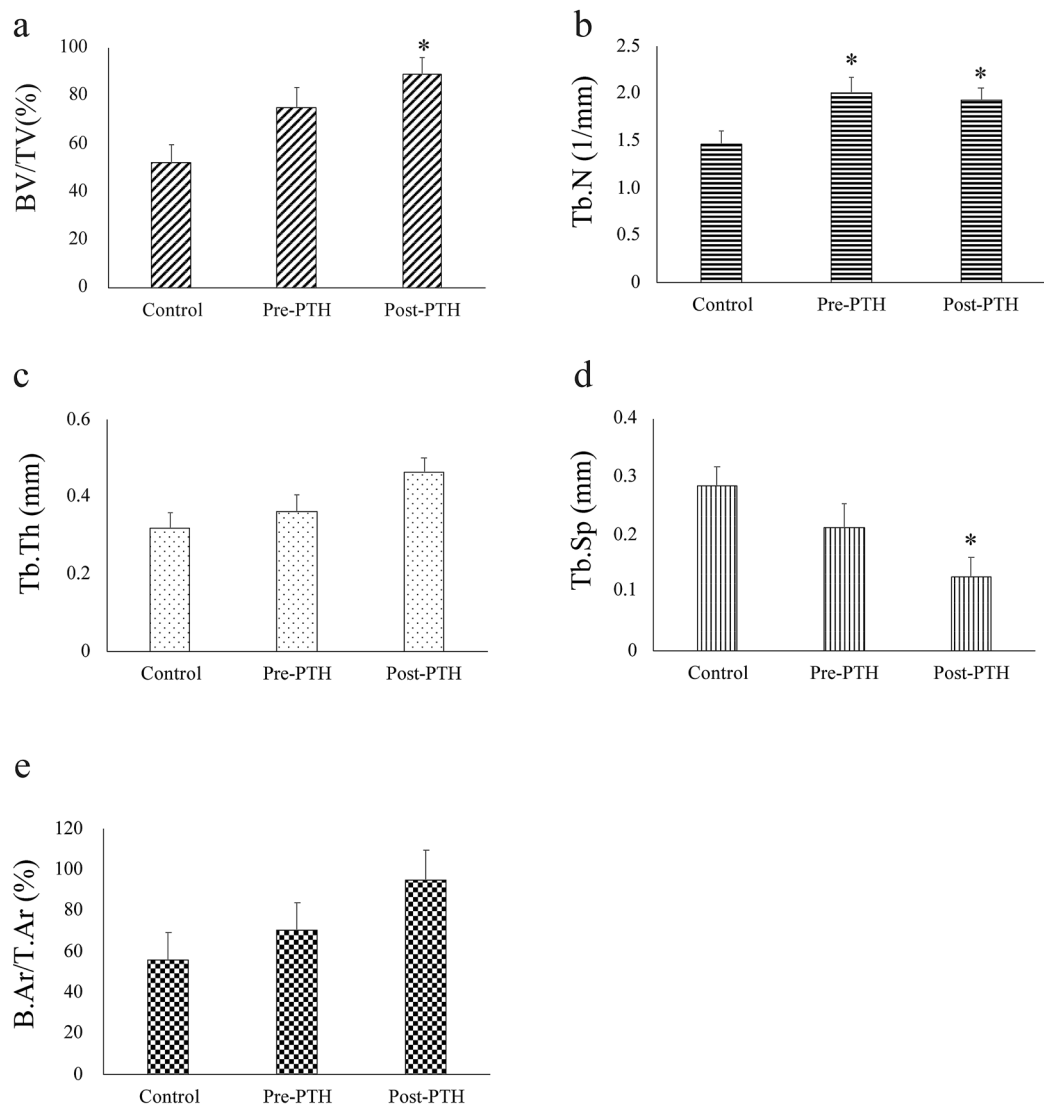 a
BV/TV(%)
100
80
60
40
20
0
*
Control Pre-PTH Post-PTH
b
Tb.N (1/mm)
2.5
2.0
1.5
1.0
0.5
0
* *
Control Pre-PTH Post-PTH
c
Tb.Th (mm)
0.6
0.4
0.2
0
Control Pre-PTH Post-PTH
d
Tb.Sp (mm)
0.4
0.3
0.2
0.1
0
*
Control Pre-PTH Post-PTH
e
B.Ar/T.Ar (%)
120
100
80
60
40
20
0
Control Pre-PTH Post-PTH